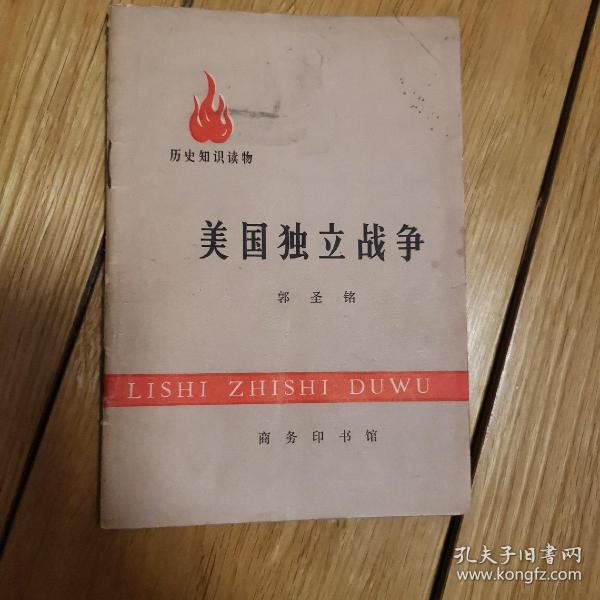 历史知识读物
美国独立战争
郭圣铭
LISHI ZHISHI DUWU
商务印书馆
孔夫子旧书网
www.kongfz.com